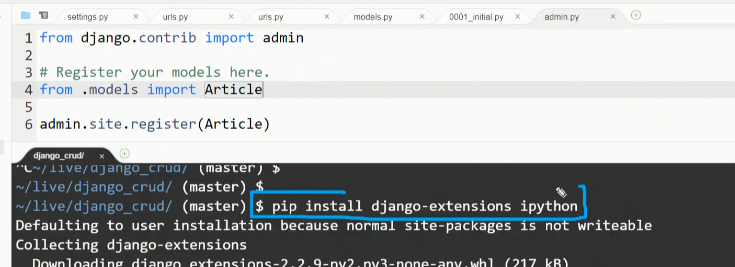 settings.py × urls.py × urls.py × models.py × 0001_initial.py × admin.py ×
1 from django.contrib import admin
2
3 # Register your models here.
4 from .models import Article
5
6 admin.site.register(Article)
django_crud/ ×
^C~/live/django_crud/ (master) $
~/live/django_crud/ (master) $
~/live/django_crud/ (master) $ pip install django-extensions ipython
Defaulting to user installation because normal site-packages is not writeable
Collecting django-extensions
Downloading django_extensions-2.2.9-py2.py3-none-any.whl (217 kB)